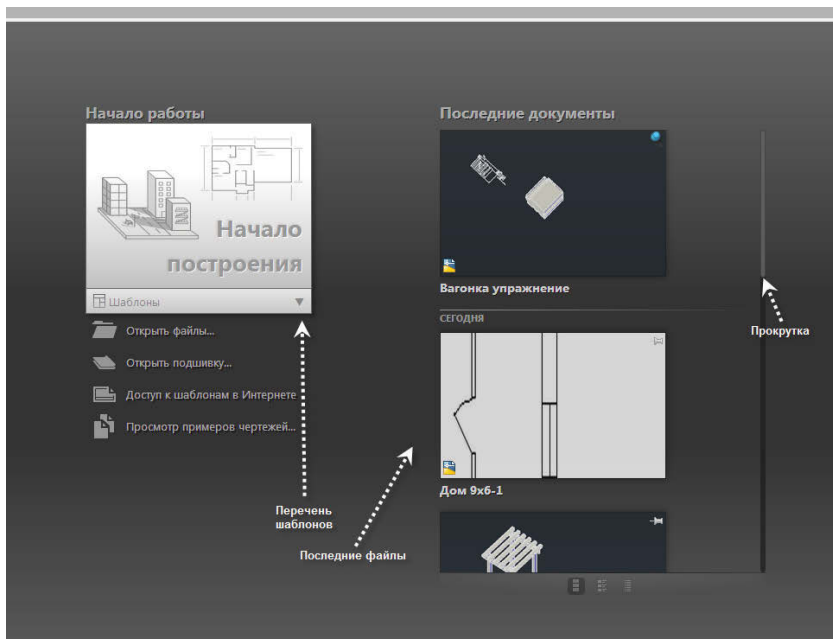 Начало работы
Начало
построения
Шаблоны
Открыть файлы...
Открыть подшивку...
Доступ к шаблонам в Интернете
Просмотр примеров чертежей...
Перечень
шаблонов
Последние файлы
Последние документы
Вагонка упражнение
СЕГОДНЯ
Дом 9х6-1
Прокрутка